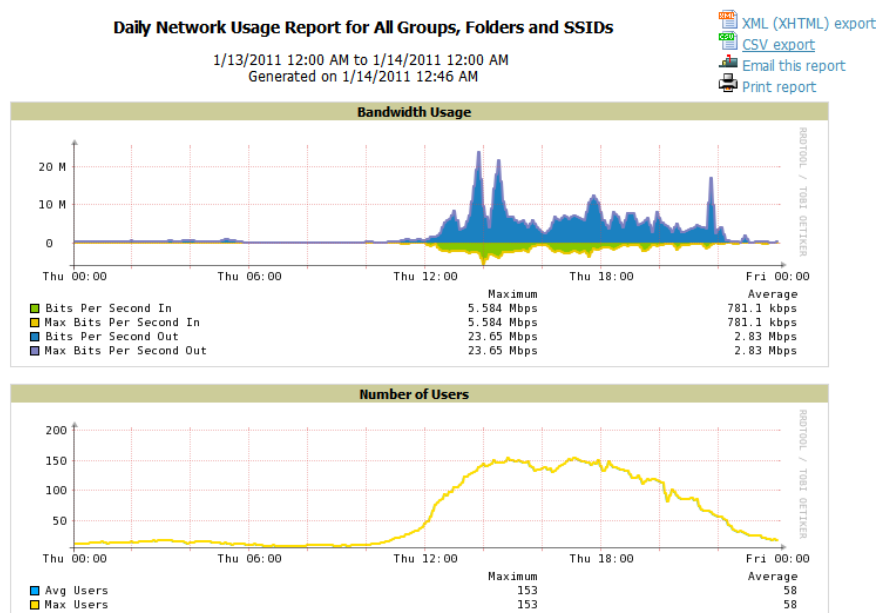 Daily Network Usage Report for All Groups, Folders and SSIDs
1/13/2011 12:00 AM to 1/14/2011 12:00 AM
Generated on 1/14/2011 12:46 AM
XML (XHTML) export
CSV export
Email this report
Print report
Bandwidth Usage
20 M
10 M
0
Thu 00:00 Thu 06:00 Thu 12:00 Thu 18:00 Fri 00:00
Maximum Average
Bits Per Second In 5.584 Mbps 781.1 kbps
Max Bits Per Second In 5.584 Mbps 781.1 kbps
Bits Per Second Out 23.65 Mbps 2.83 Mbps
Max Bits Per Second Out 23.65 Mbps 2.83 Mbps
RRDTOOL / TOBI OETIKER
Number of Users
200
150
100
50
Thu 00:00 Thu 06:00 Thu 12:00 Thu 18:00 Fri 00:00
Maximum Average
Avg Users 153 58
Max Users 153 58
RRDTOOL / TOBI OETIKER